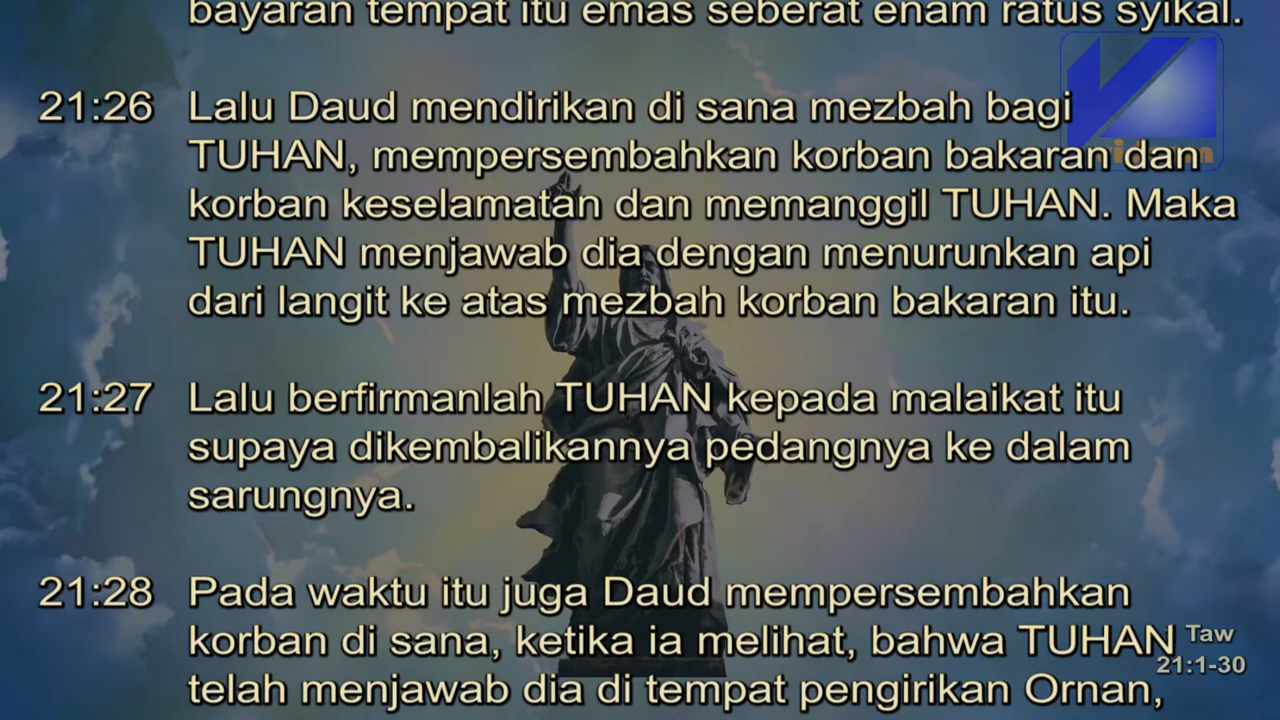 bayaran tempat itu emas seberat enam ratus syikal.
21:26 Lalu Daud mendirikan di sana mezbah bagi
TUHAN, mempersembahkan korban bakaran dan
korban keselamatan dan memanggil TUHAN. Maka
TUHAN menjawab dia dengan menurunkan api
dari langit ke atas mezbah korban bakaran itu.
21:27 Lalu berfirmanlah TUHAN kepada malaikat itu
supaya dikembalikannya pedangnya ke dalam
sarungnya.
21:28 Pada waktu itu juga Daud mempersembahkan
korban di sana, ketika ia melihat, bahwa TUHAN
telah menjawab dia di tempat pengirikan Ornan,
Taw
21:1-30